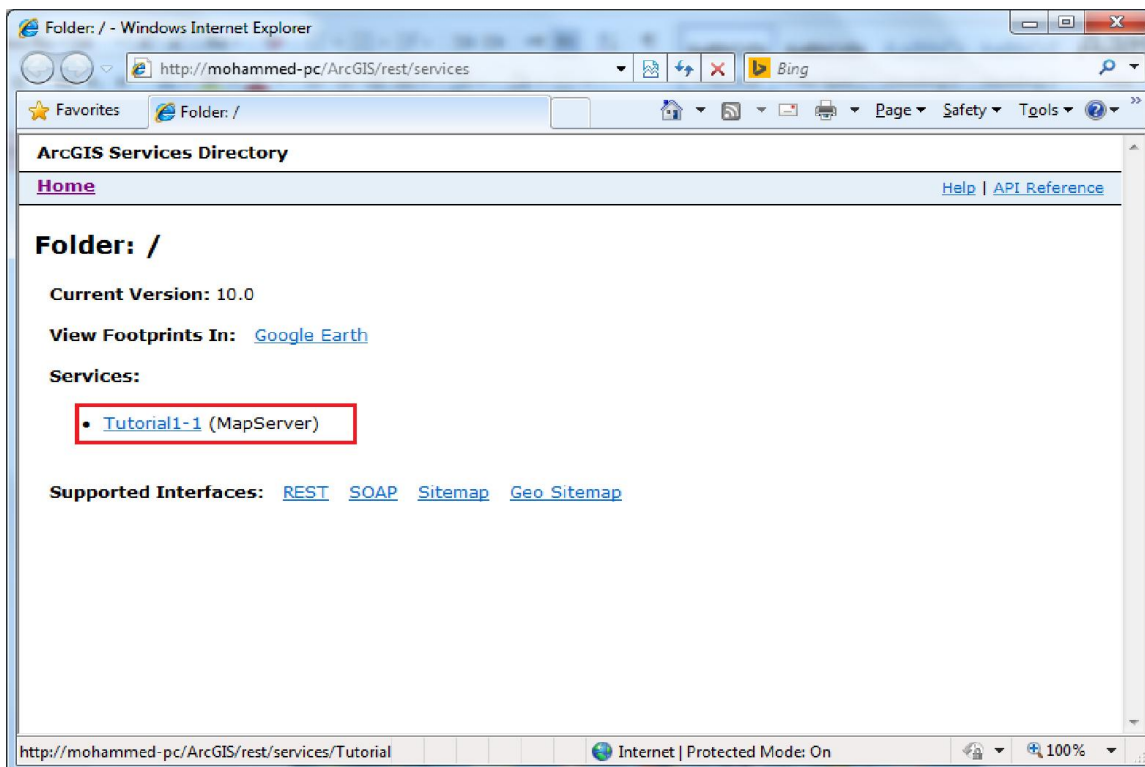 Folder: / - Windows Internet Explorer
http://mohammed-pc/ArcGIS/rest/services
Bing
Favorites
Folder: /
Page
Safety
Tools
ArcGIS Services Directory
Home
Help | API Reference
Folder: /
Current Version: 10.0
View Footprints In: Google Earth
Services:
• Tutorial1-1 (MapServer)
Supported Interfaces: REST SOAP Sitemap Geo Sitemap
http://mohammed-pc/ArcGIS/rest/services/Tutorial
Internet | Protected Mode: On
100%